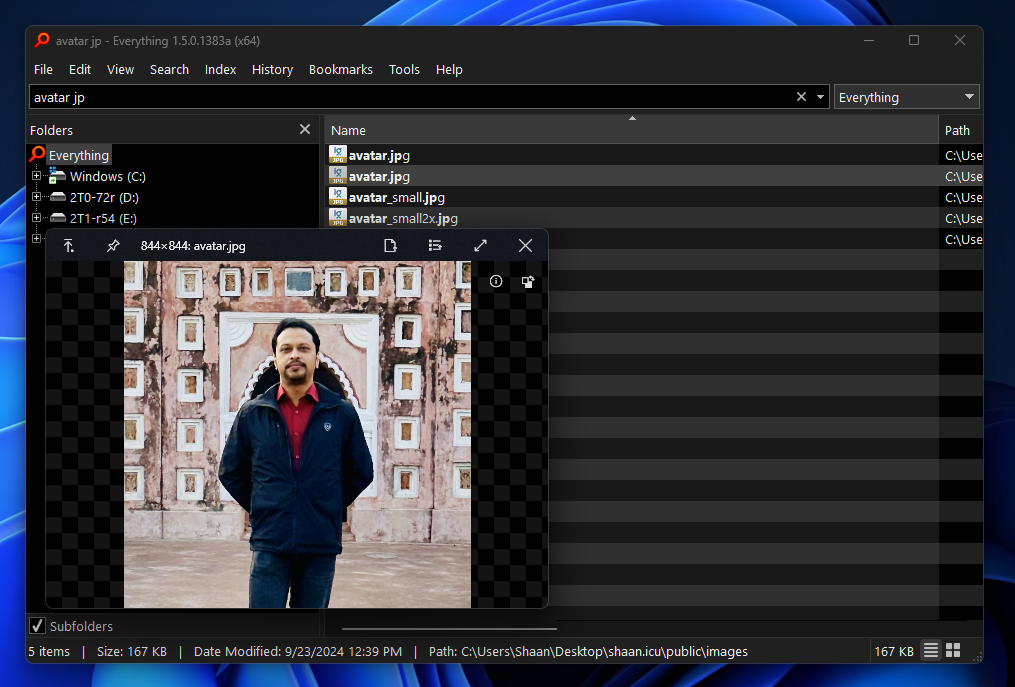 avatar jp - Everything 1.5.0.1383a (x64)
File Edit View Search Index History Bookmarks Tools Help
avatar jp
Everything
Folders
Name
Path
Everything
Windows (C:)
2T0-72r (D:)
2T1-r54 (E:)
avatar.jpg
C:\Use
avatar.jpg
C:\Use
avatar_small.jpg
C:\Use
avatar_small2x.jpg
C:\Use
C:\Use
844×844: avatar.jpg
Subfolders
5 items | Size: 167 KB | Date Modified: 9/23/2024 12:39 PM | Path: C:\Users\Shaan\Desktop\shaan.icu\public\images
167 KB